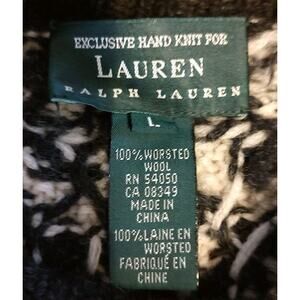 EXCLUSIVE HAND KNIT FOR
LAUREN
RALPH LAUREN
L
100% WORSTED
WOOL
RN 54050
CA 08349
MADE IN
CHINA
100% LAINE EN
WORSTED
FABRIQUÉ EN
CHINE